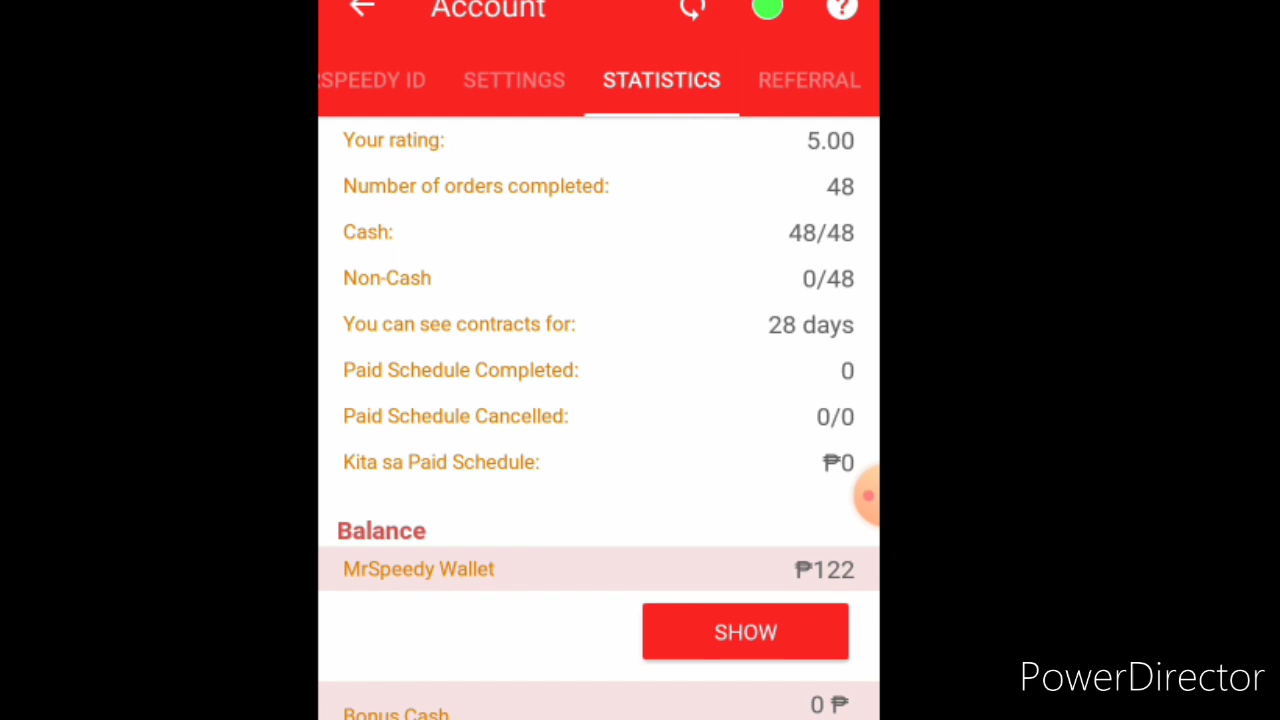 Account
SPEEDY ID SETTINGS STATISTICS REFERRAL
Your rating: 5.00
Number of orders completed: 48
Cash: 48/48
Non-Cash 0/48
You can see contracts for: 28 days
Paid Schedule Completed: 0
Paid Schedule Cancelled: 0/0
Kita sa Paid Schedule: ₱0
Balance
MrSpeedy Wallet ₱122
SHOW
Bonus Cash 0 ₱
PowerDirector